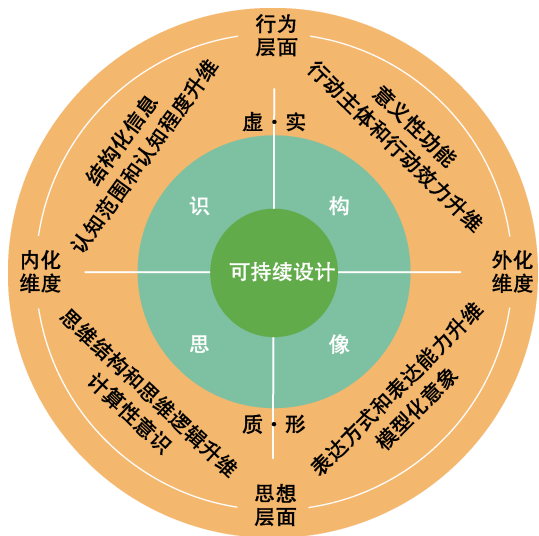 行为
层面
结构化信息
认知范围和认知程度升维
意义性功能
行动主体和行动效力升维
虚·实
识
构
内化
维度
可持续设计
外化
维度
思
像
质·形
思维结构和思维逻辑升维
计算性意识
表达方式和表达能力升维
模型化意象
思想
层面